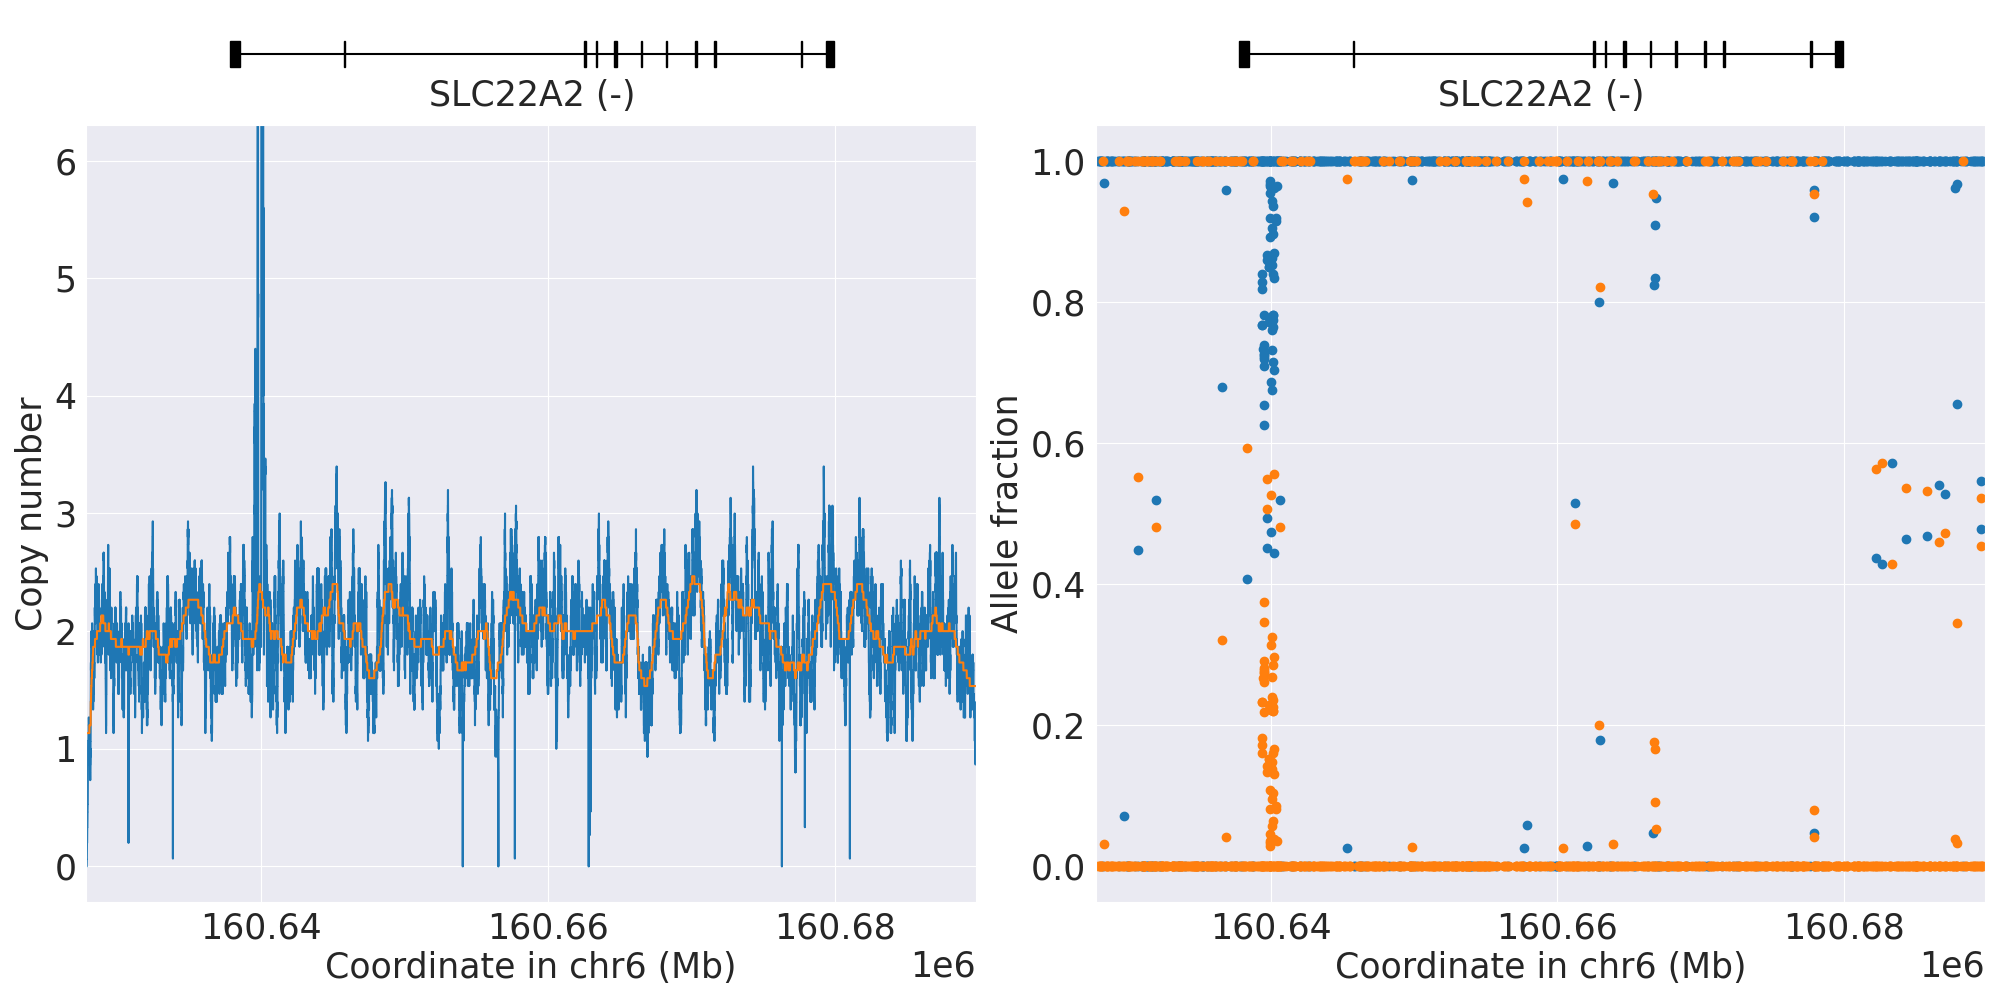 SLC22A2 (-)
6
5
4
3
2
1
0
Copy number
160.64
160.66
160.68
Coordinate in chr6 (Mb)
1e6
SLC22A2 (-)
1.0
0.8
0.6
0.4
0.2
0.0
Allele fraction
160.64
160.66
160.68
Coordinate in chr6 (Mb)
1e6